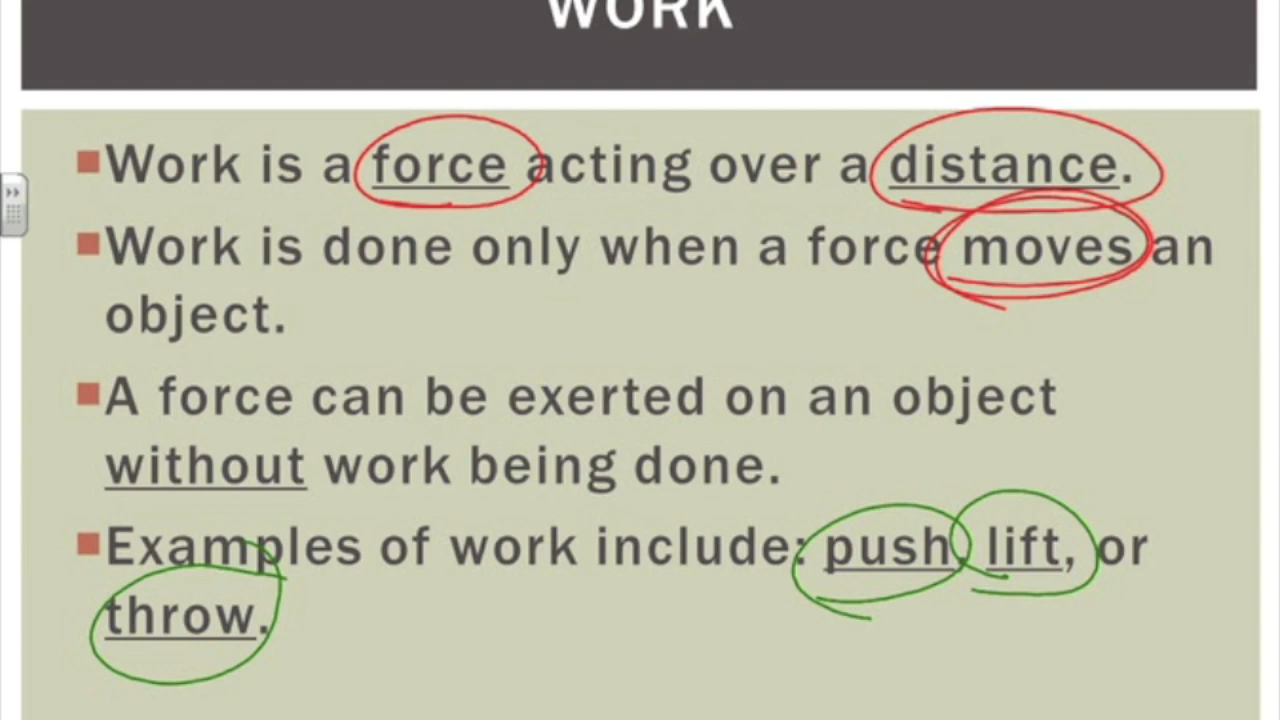 WORK
Work is a force acting over a distance.
Work is done only when a force moves an
object.
A force can be exerted on an object
without work being done.
Examples of work include: push, lift, or
throw.